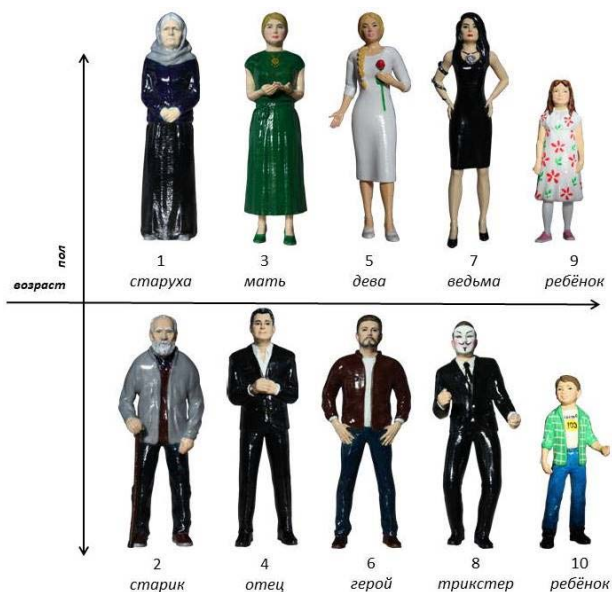 пол
возраст
1 3 5 7 9
старуха мать дева ведьма ребёнок
100
2 4 6 8 10
старик отец герой трикстер ребёнок